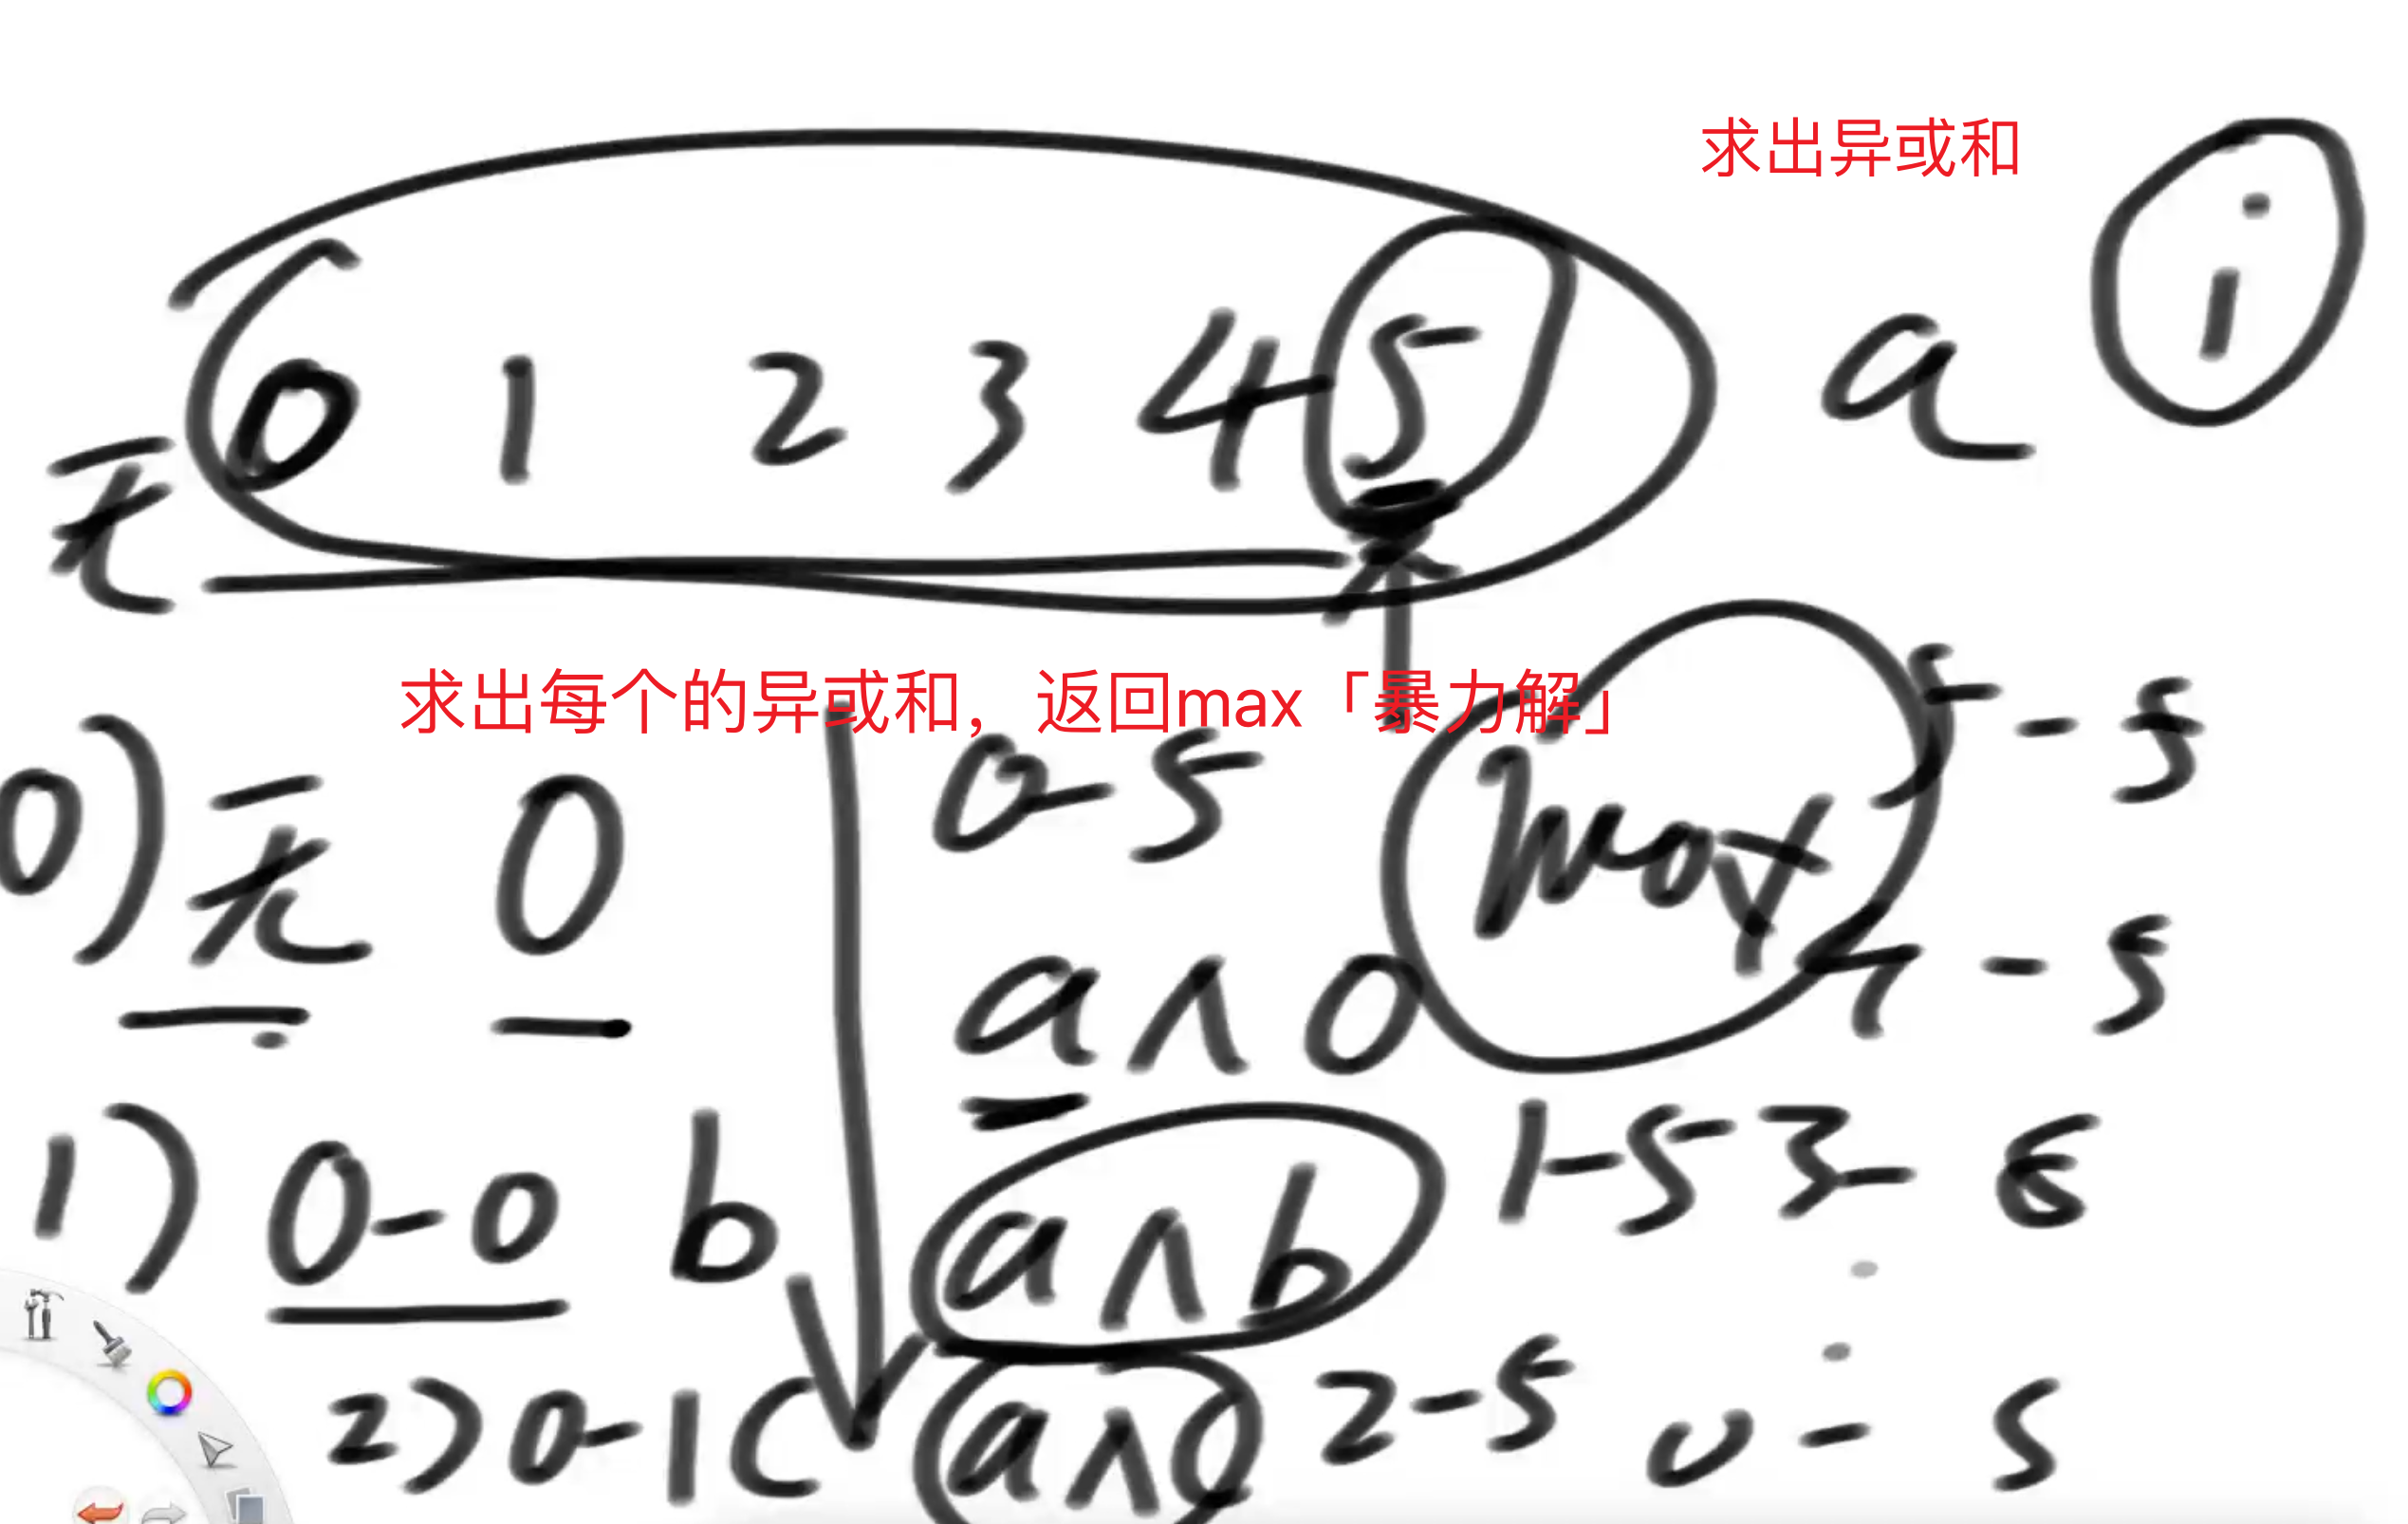 求出异或和
i
i
无 0 1 2 3 4 5 a
求出每个的异或和，返回max「暴力解」
5 - 5
0) 无 0 0-5 max
a ∧ 0 4 - 5
1) 0-0 b a ∧ b 1-5 3-
2) 0-1 c a ∧ c 2-5 0 - 5